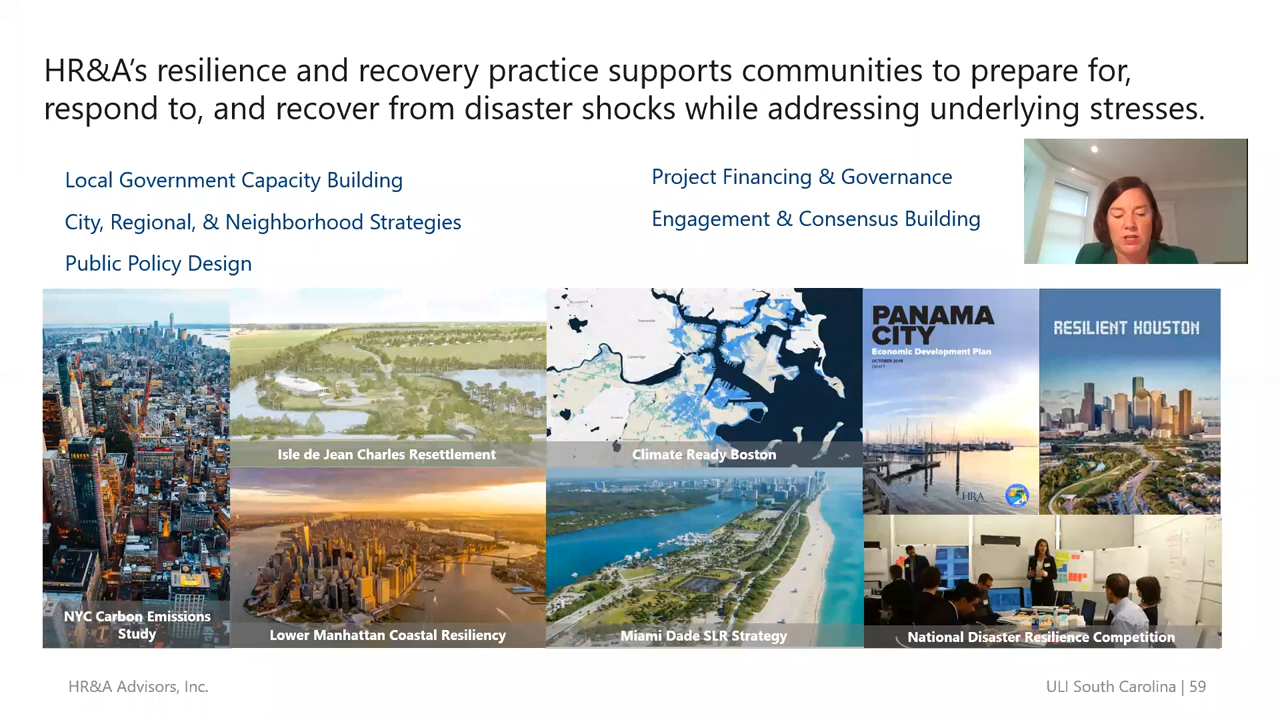 HR&A's resilience and recovery practice supports communities to prepare for,
respond to, and recover from disaster shocks while addressing underlying stresses.
Local Government Capacity Building
City, Regional, & Neighborhood Strategies
Public Policy Design
Project Financing & Governance
Engagement & Consensus Building
NYC Carbon Emissions
Study
Isle de Jean Charles Resettlement
Lower Manhattan Coastal Resiliency
Climate Ready Boston
Miami Dade SLR Strategy
PANAMA
CITY
Economic Development Plan
OCTOBER 2019
DRAFT
HR&A
RESILIENT HOUSTON
National Disaster Resilience Competition
HR&A Advisors, Inc.
ULI South Carolina | 59